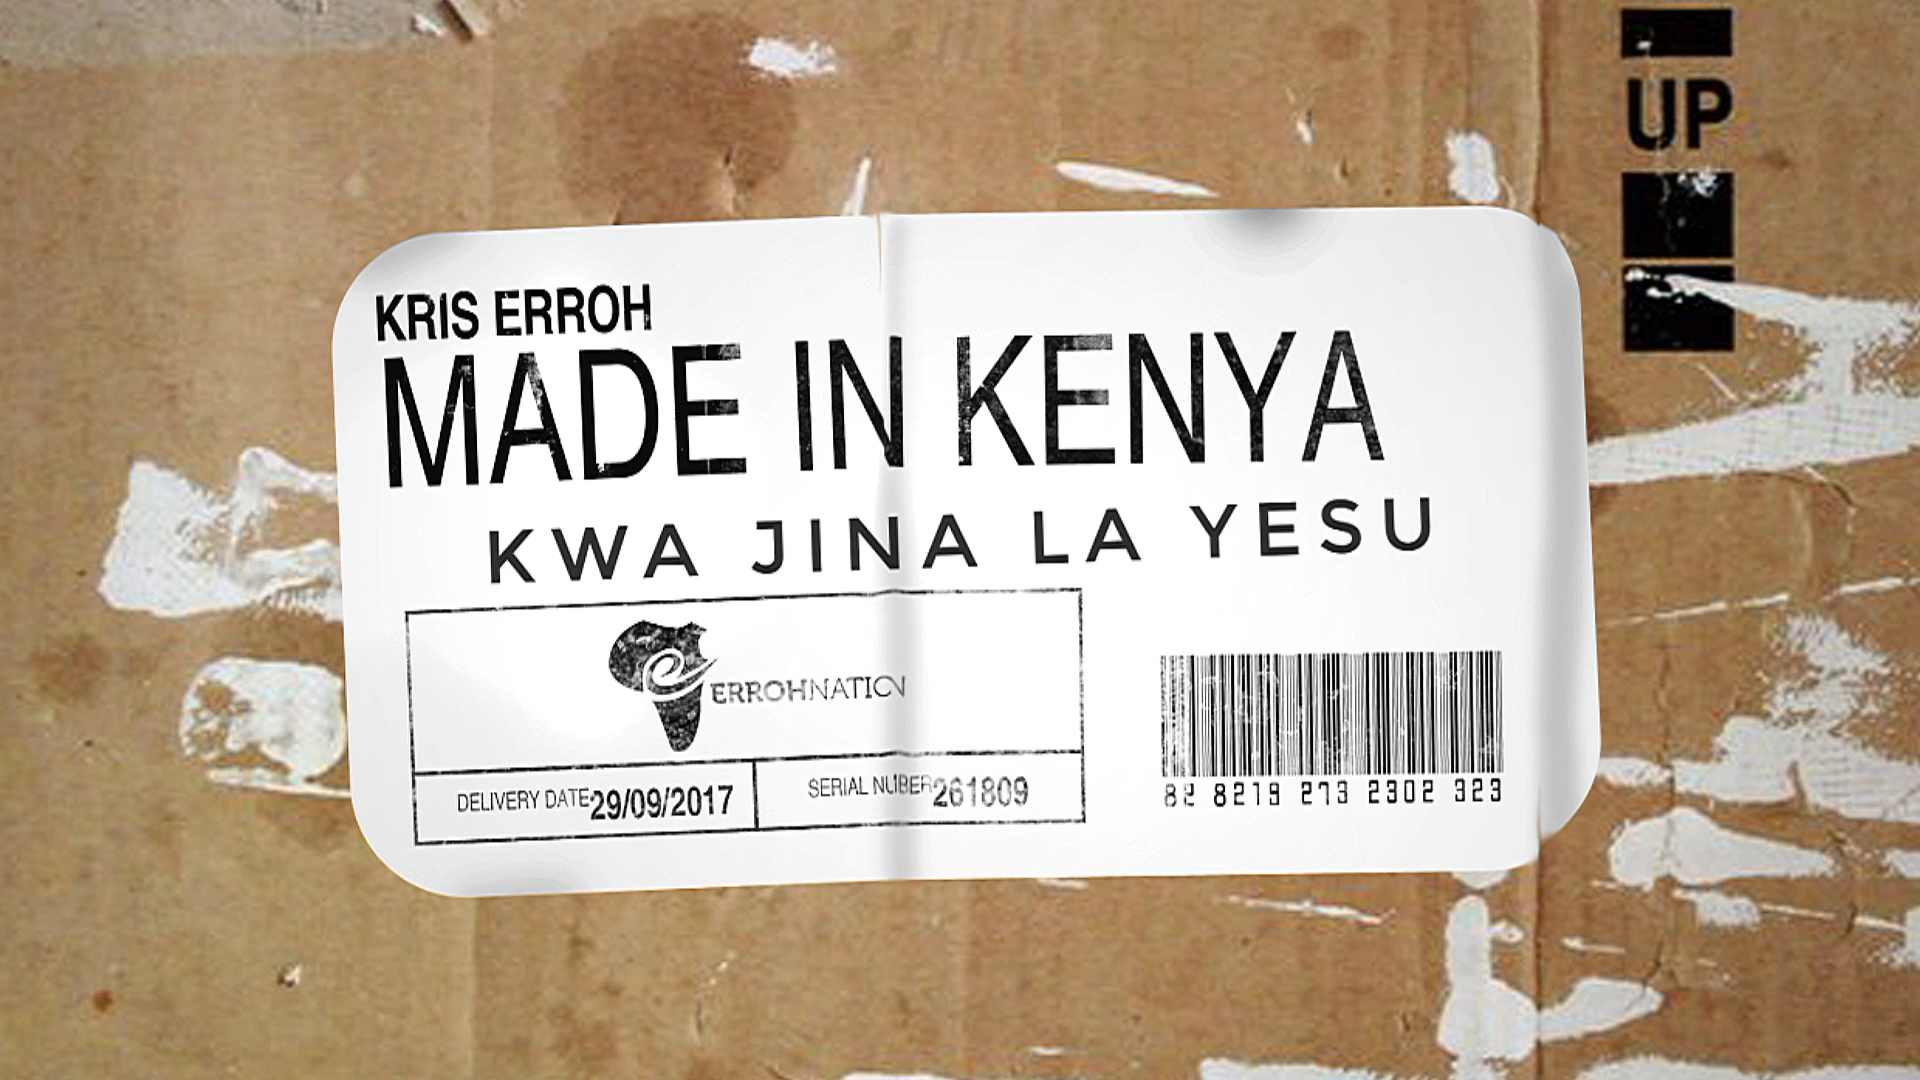 UP
KRIS ERROH
MADE IN KENYA
KWA JINA LA YESU
ERROHNATION
DELIVERY DATE: 29/09/2017
SERIAL NUMBER 261809
82 8219 273 2302 323